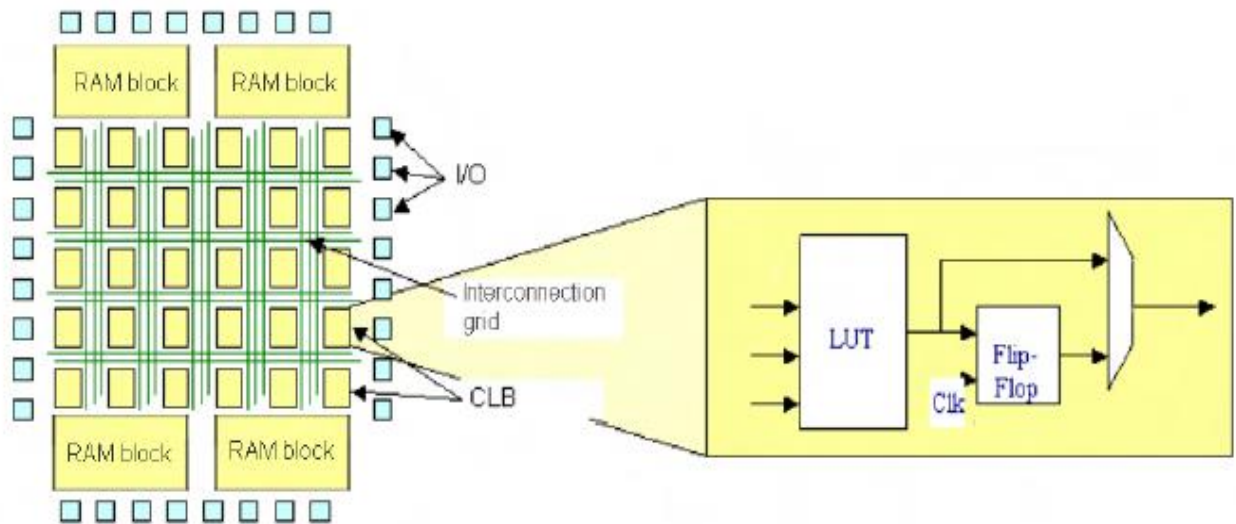 RAM block
RAM block
I/O
Interconnection
grid
CLB
RAM block
RAM block
LUT
Flip-
Flop
Clk